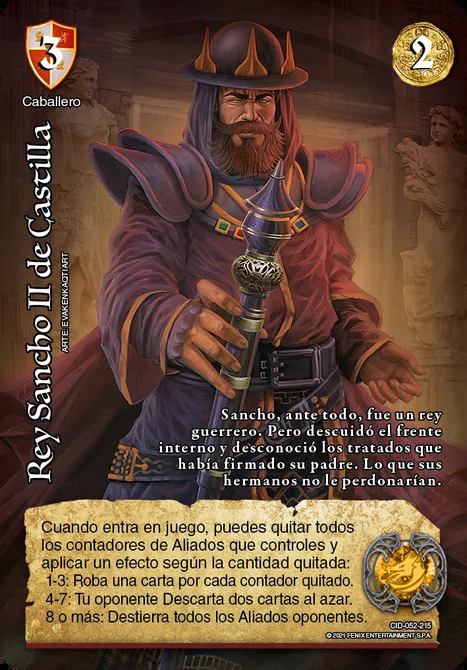 3
2
Caballero
Rey Sancho II de Castilla
ARTE: EVAKENKAOTI ART
Sancho, ante todo, fue un rey
guerrero. Pero descuidó el frente
interno y desconoció los tratados que
había firmado su padre. Lo que sus
hermanos no le perdonarían.
Cuando entra en juego, puedes quitar todos
los contadores de Aliados que controles y
aplicar un efecto según la cantidad quitada:
1-3: Roba una carta por cada contador quitado.
4-7: Tu oponente Descarta dos cartas al azar.
8 o más: Destierra todos los Aliados oponentes.
CID-052-215
© 2021 FENIX ENTERTAINMENT S.P.A.